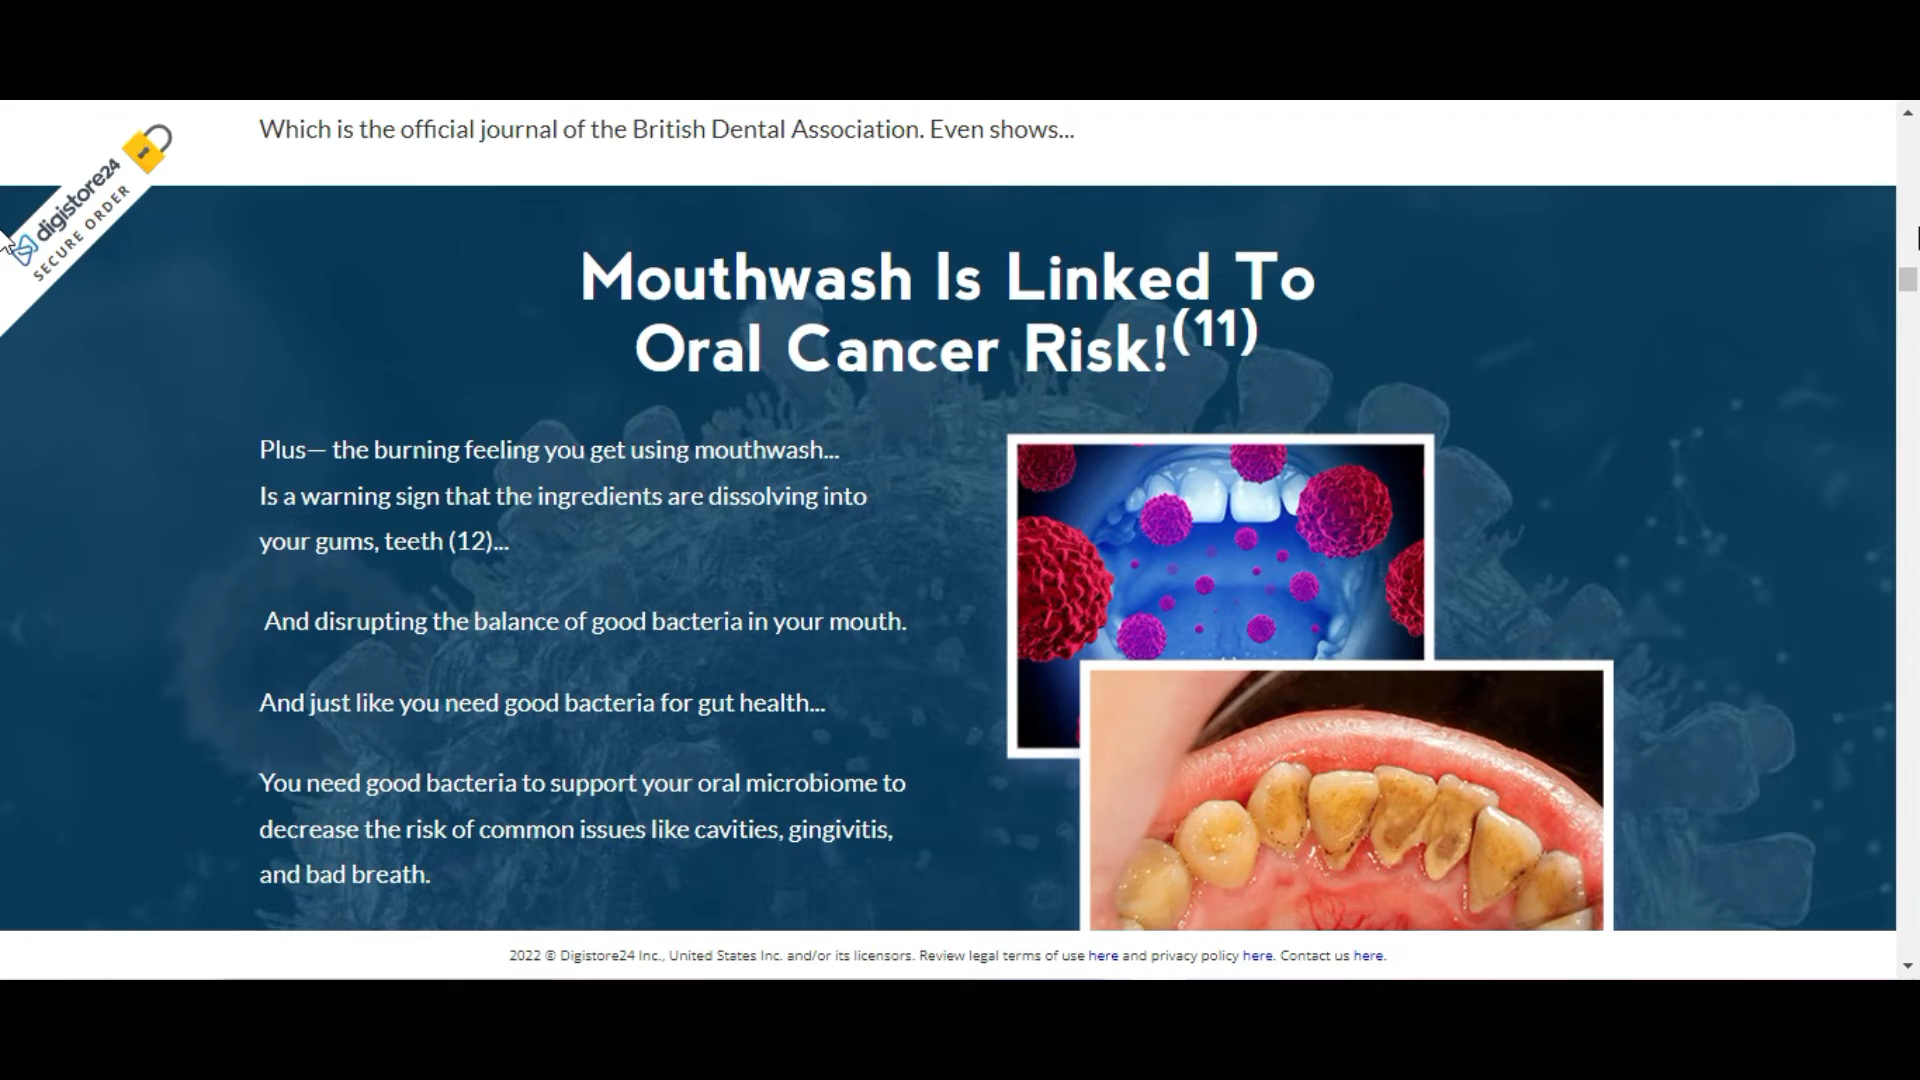 Which is the official journal of the British Dental Association. Even shows...
digistore24
SECURE ORDER
Mouthwash Is Linked To
Oral Cancer Risk!(11)
Plus— the burning feeling you get using mouthwash...
Is a warning sign that the ingredients are dissolving into
your gums, teeth (12)...
And disrupting the balance of good bacteria in your mouth.
And just like you need good bacteria for gut health...
You need good bacteria to support your oral microbiome to
decrease the risk of common issues like cavities, gingivitis,
and bad breath.
2022 © Digistore24 Inc., United States Inc. and/or its licensors. Review legal terms of use here and privacy policy here. Contact us here.